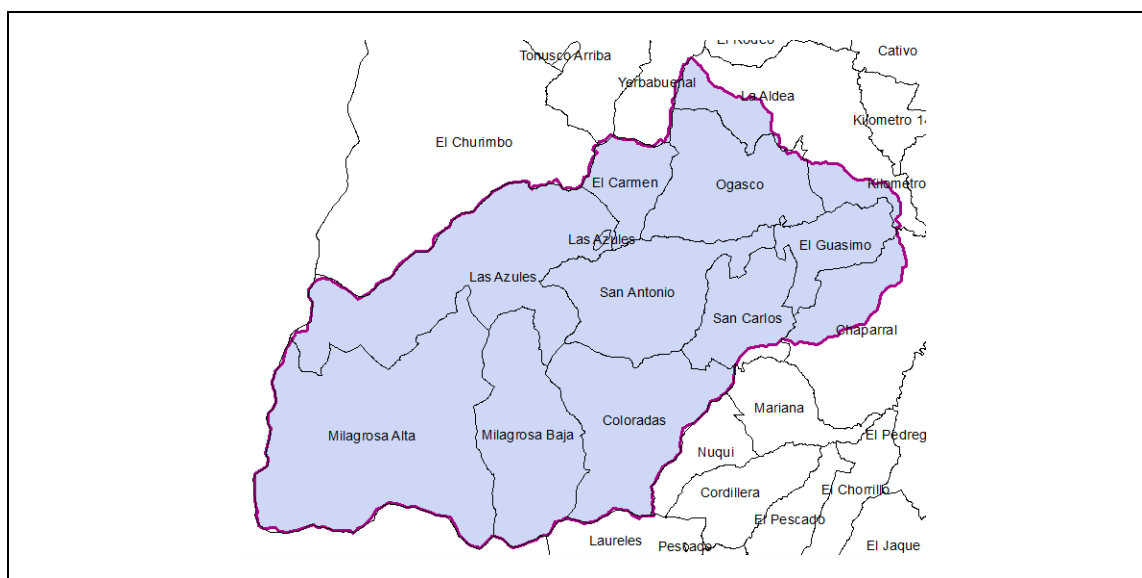 El Rodeo
Cativo
Tonusco Arriba
Yerbabuenal
La Aldea
Kilometro 14
El Churimbo
El Carmen
Ogasco
Kilometro
Las Azules
El Guasimo
Las Azules
San Antonio
San Carlos
Chaparral
Mariana
Milagrosa Alta
Milagrosa Baja
Coloradas
El Pedreg
Nuqui
Cordillera
El Chorrillo
El Pescado
Laureles
Pescado
El Jaque